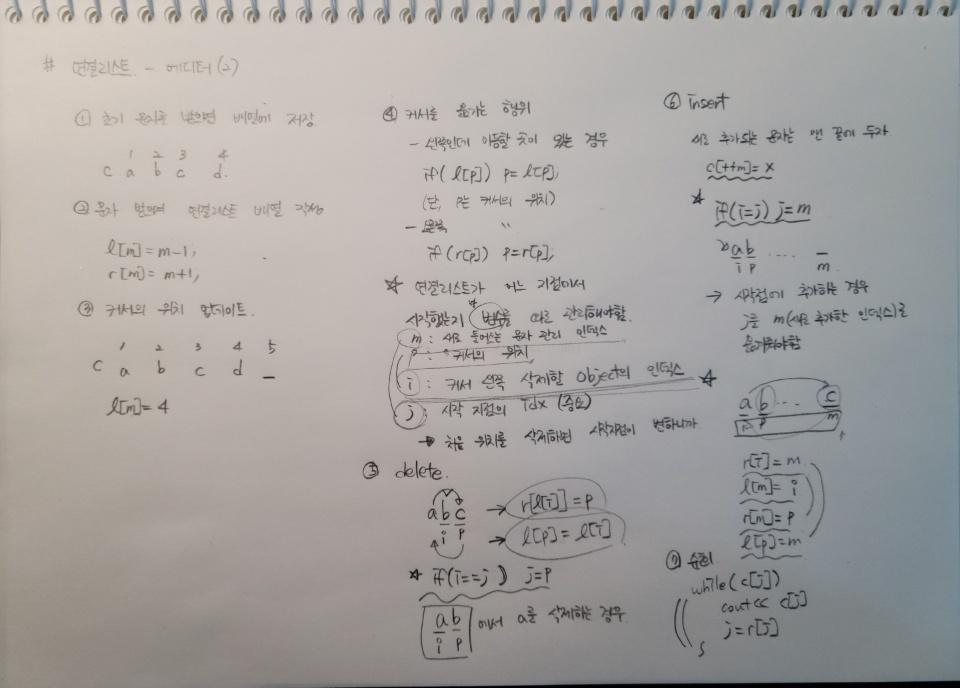 # 연결리스트 - 에디터 (2)
① 초기 문자를 받으면 배열에 저장
1 2 3 4
c a b c d.
② 문자 받으며 연결리스트 배열 작성
l[m] = m-1;
r[m] = m+1;
③ 커서의 위치 업데이트.
1 2 3 4 5
c a b c d _
l[m] = 4
④ 커서를 옮기는 행위
- 왼쪽인데 이동할 곳이 있는 경우
if( l[p]) p= l[p];
(단, p는 커서의 위치)
- 오른쪽 "
if( r[p]) p=r[p];
☆ 연결리스트가 어느 지점에서
시작했는지 변수를 따로 관리해야함.
m : 새로 들어오는 문자 관리 인덱스
p : 커서의 위치
i : 커서 왼쪽 삭제할 object의 인덱스 ☆
j : 시작 지점의 Idx (중요)
→ 처음 위치를 삭제하면 시작지점이 변하니까
⑤ delete.
a b c
i p
→ r[l[i]] = p
→ l[p] = l[i]
☆ if(i==j) j=p
a b
i p
에서 a를 삭제하는 경우
⑥ insert
새로 추가되는 문자는 맨 끝에 두자
c[++m] = x
☆ if(i=j) j=m
a b .... _
i p m
→ 시작점에 추가하는 경우
j를 m(새로 추가한 인덱스)로
옮겨줘야함
a b ... c
i p m
r[i] = m
l[m] = i
r[m] = p
l[p] = m
⑦ 순회
while( c[j])
cout << c[j]
j = r[j]